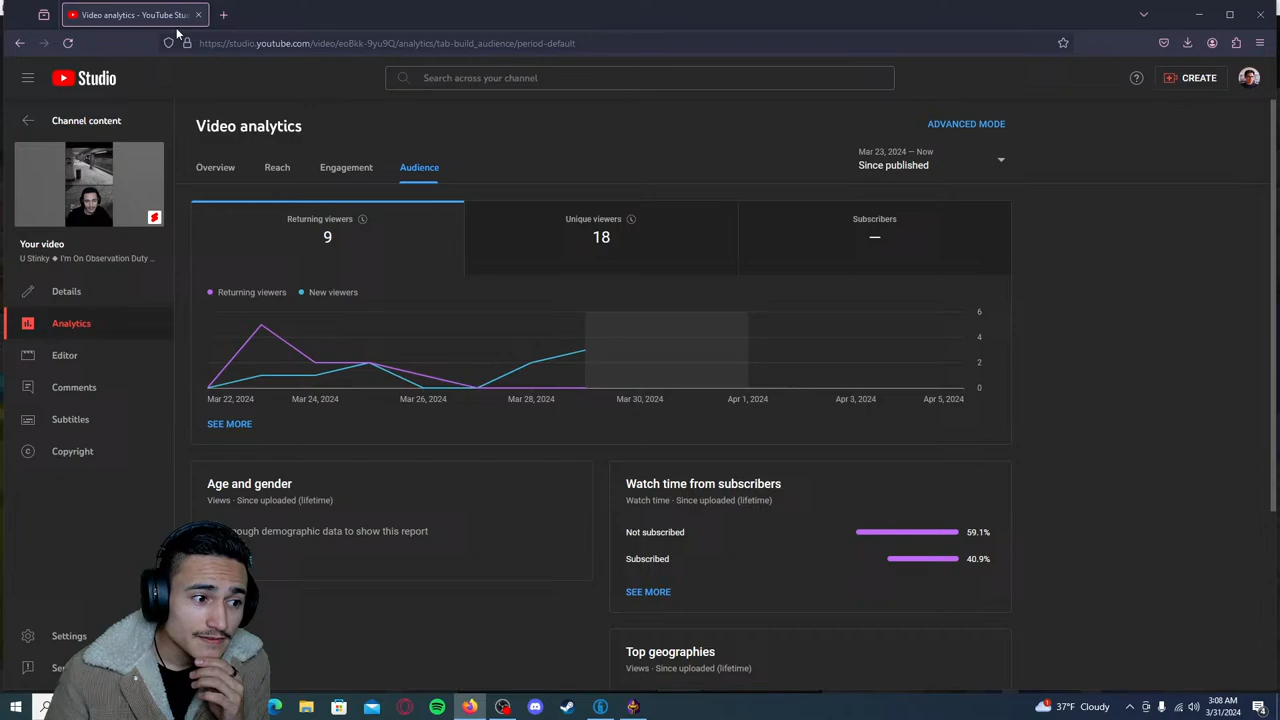 Video analytics - YouTube Stu
https://studio.youtube.com/video/eoBkk-9yu9Q/analytics/tab-build_audience/period-default
Studio
Search across your channel
CREATE
Channel content
Your video
U Stinky ◆ I'm On Observation Duty ...
Details
Analytics
Editor
Comments
Subtitles
Copyright
Settings
Video analytics
ADVANCED MODE
Overview
Reach
Engagement
Audience
Mar 23, 2024 — Now
Since published
Returning viewers
9
Unique viewers
18
Subscribers
—
Returning viewers
New viewers
6
4
2
0
Mar 22, 2024
Mar 24, 2024
Mar 26, 2024
Mar 28, 2024
Mar 30, 2024
Apr 1, 2024
Apr 3, 2024
Apr 5, 2024
SEE MORE
Age and gender
Views · Since uploaded (lifetime)
ough demographic data to show this report
Watch time from subscribers
Watch time · Since uploaded (lifetime)
Not subscribed 59.1%
Subscribed 40.9%
SEE MORE
Top geographies
Views · Since uploaded (lifetime)
37°F Cloudy
3:08 AM
3/31/2024